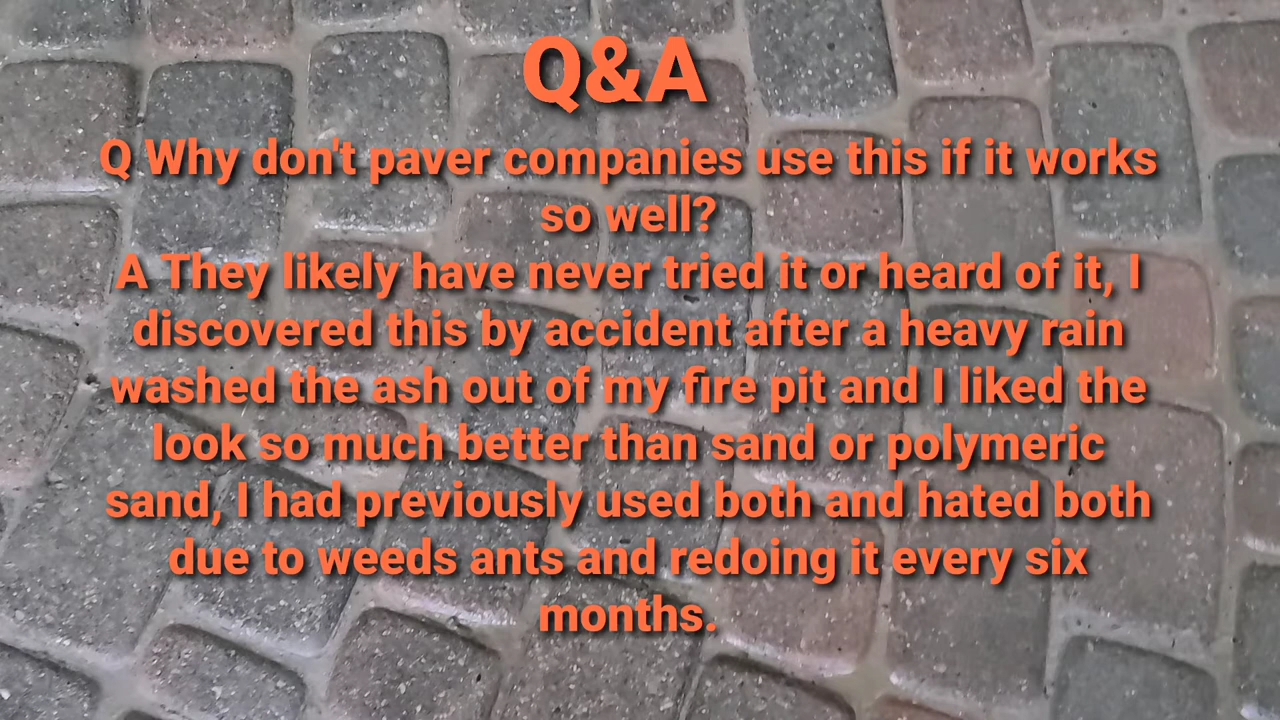 Q&A
Q Why don't paver companies use this if it works
so well?
A They likely have never tried it or heard of it, I
discovered this by accident after a heavy rain
washed the ash out of my fire pit and I liked the
look so much better than sand or polymeric
sand, I had previously used both and hated both
due to weeds ants and redoing it every six
months.